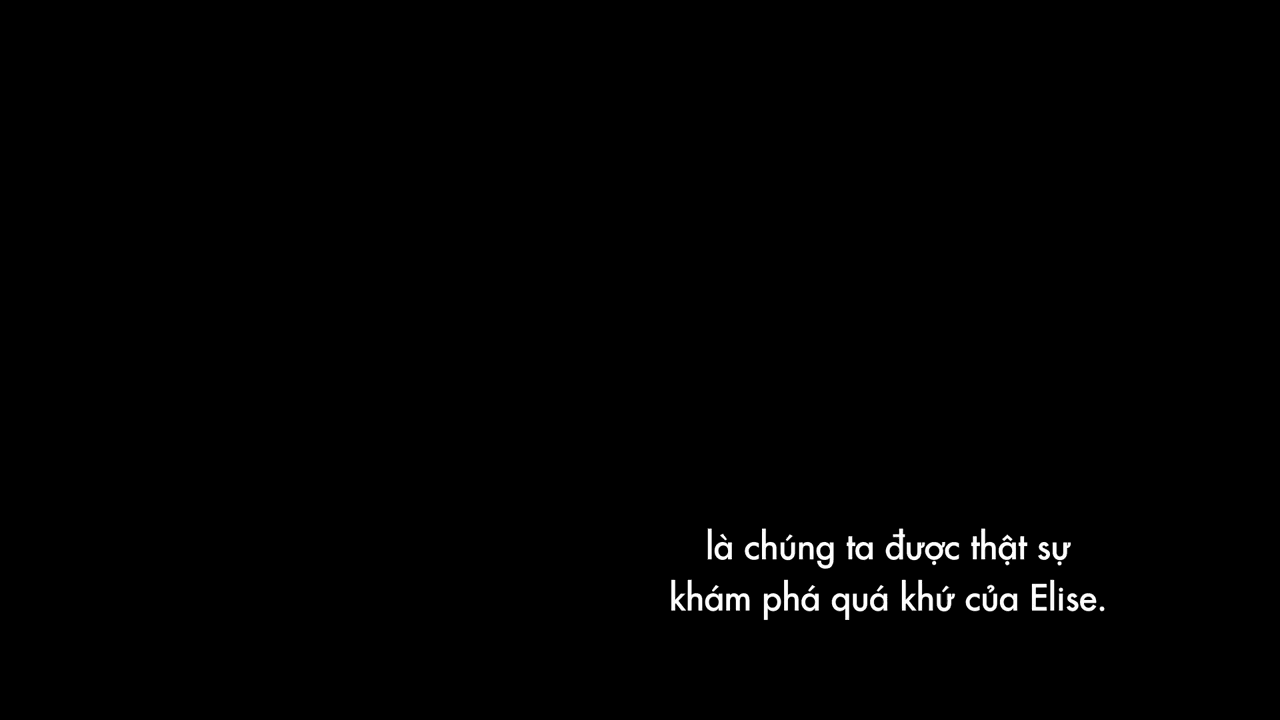 là chúng ta được thật sự
khám phá quá khứ của Elise.